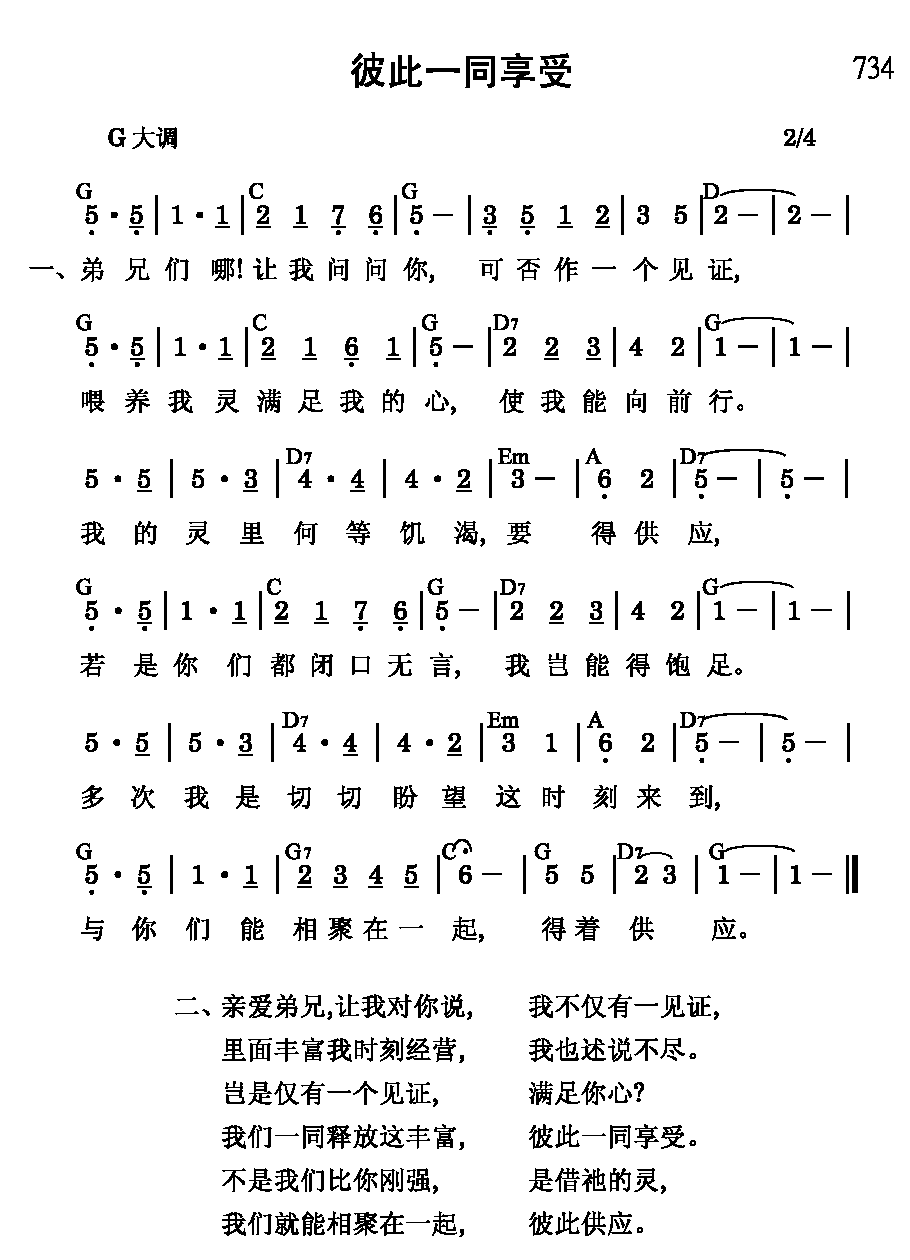 彼此一同享受 734
G大调 2/4
G C G D
5·5|1·1|2 1 7 6|5－|3 5 1 2|3 5|2－|2－|
一、弟兄们哪!让我问问你, 可否作一个见证,
G C G D7 G
5·5|1·1|2 1 6 1|5－|2 2 3|4 2|1－|1－|
喂养我灵满足我的心, 使我能向前行。
D7 Em A D7
5·5|5·3|4·4|4·2|3－|6 2|5－|5－|
我的灵里何等饥渴,要 得供应,
G C G D7 G
5·5|1·1|2 1 7 6|5－|2 2 3|4 2|1－|1－|
若是你们都闭口无言, 我岂能得饱足。
D7 Em A D7
5·5|5·3|4·4|4·2|3 1|6 2|5－|5－|
多次我是切切盼望这时刻来到,
G G7 C G D7 G
5·5|1·1|2 3 4 5|6－|5 5|2 3|1－|1－‖
与你们能相聚在一起, 得着供应。
二、亲爱弟兄,让我对你说, 我不仅有一见证,
里面丰富我时刻经营, 我也述说不尽。
岂是仅有一个见证, 满足你心?
我们一同释放这丰富, 彼此一同享受。
不是我们比你刚强, 是借祂的灵,
我们就能相聚在一起, 彼此供应。